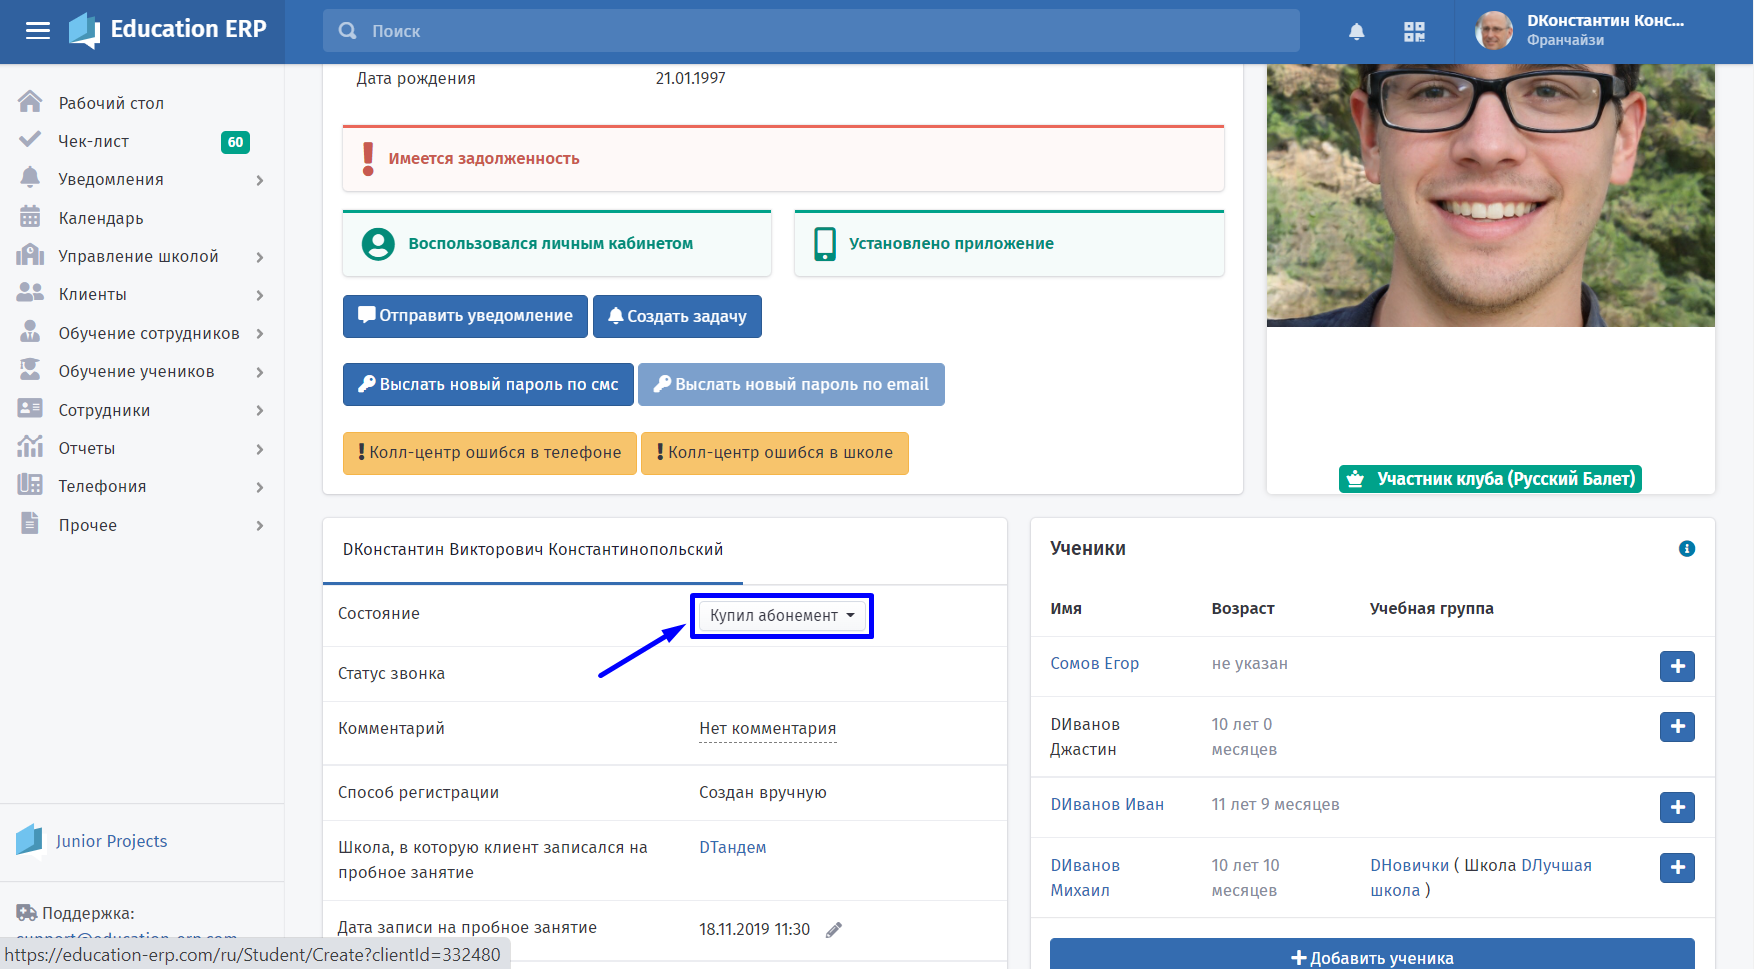 Education ERP
Поиск
DКонстантин Конс...
Франчайзи
Рабочий стол
Чек-лист
60
Уведомления
Календарь
Управление школой
Клиенты
Обучение сотрудников
Обучение учеников
Сотрудники
Отчеты
Телефония
Прочее
Junior Projects
Поддержка:
support@education-erp.com
https://education-erp.com/ru/Student/Create?clientId=332480
Дата рождения
21.01.1997
Имеется задолженность
Воспользовался личным кабинетом
Установлено приложение
Отправить уведомление
Создать задачу
Выслать новый пароль по смс
Выслать новый пароль по email
Колл-центр ошибся в телефоне
Колл-центр ошибся в школе
Участник клуба (Русский Балет)
DКонстантин Викторович Константинопольский
Состояние
Купил абонемент
Статус звонка
Комментарий
Нет комментария
Способ регистрации
Создан вручную
Школа, в которую клиент записался на
пробное занятие
DТандем
Дата записи на пробное занятие
18.11.2019 11:30
Ученики
Имя
Возраст
Учебная группа
Сомов Егор
не указан
DИванов
Джастин
10 лет 0
месяцев
DИванов Иван
11 лет 9 месяцев
DИванов
Михаил
10 лет 10
месяцев
DНовички ( Школа DЛучшая
школа )
Добавить ученика